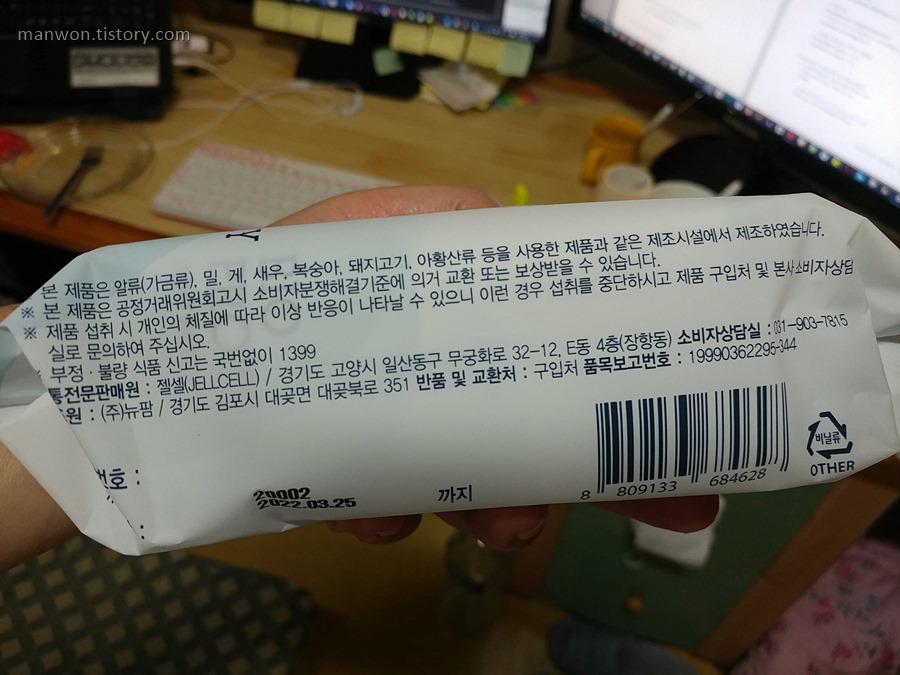 manwon.tistory.com
본 제품은 알류(가금류), 밀, 게, 새우, 복숭아, 돼지고기, 아황산류 등을 사용한 제품과 같은 제조시설에서 제조하였습니다.
※ 본 제품은 공정거래위원회고시 소비자분쟁해결기준에 의거 교환 또는 보상받을 수 있습니다.
※ 제품 섭취 시 개인의 체질에 따라 이상 반응이 나타날 수 있으니 이런 경우 섭취를 중단하시고 제품 구입처 및 본사소비자상담
실로 문의하여 주십시오.
부정·불량 식품 신고는 국번없이 1399
통전문판매원 : 젤셀(JELLCELL) / 경기도 고양시 일산동구 무궁화로 32-12, E동 4층(장항동) 소비자상담실 : 031-903-7815
원 : (주)뉴팜 / 경기도 김포시 대곶면 대곶북로 351 반품 및 교환처 : 구입처 품목보고번호 : 19990362295-344
번호 :
:
20002
2022.03.25 까지
8 809133 684628
비닐류
OTHER